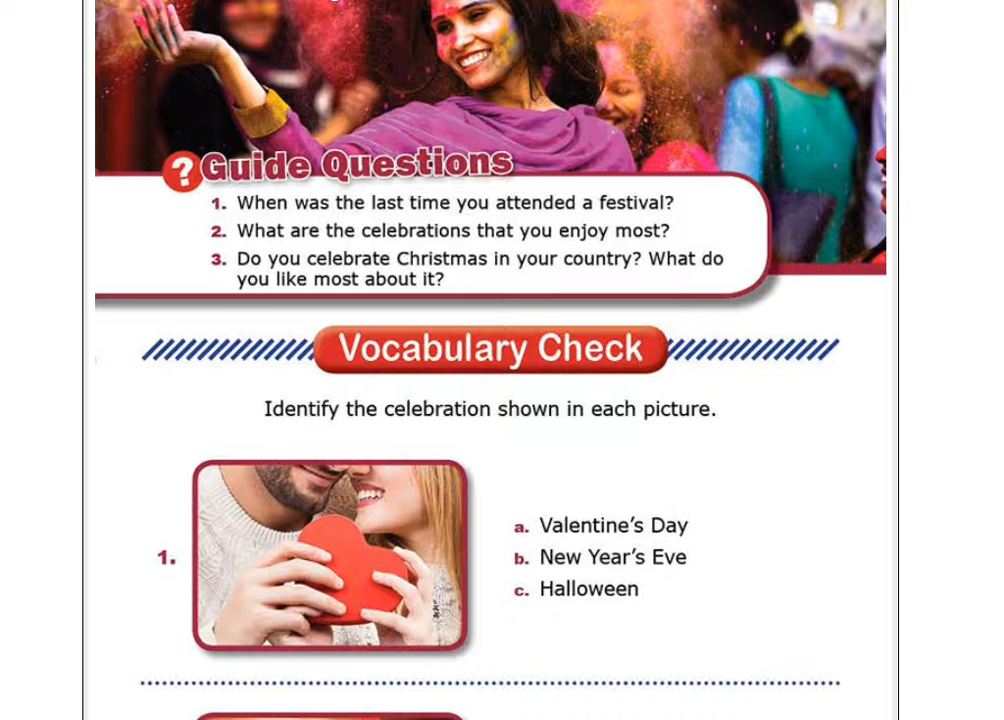 ? Guide Questions
1. When was the last time you attended a festival?
2. What are the celebrations that you enjoy most?
3. Do you celebrate Christmas in your country? What do
you like most about it?
Vocabulary Check
Identify the celebration shown in each picture.
1.
a. Valentine's Day
b. New Year's Eve
c. Halloween